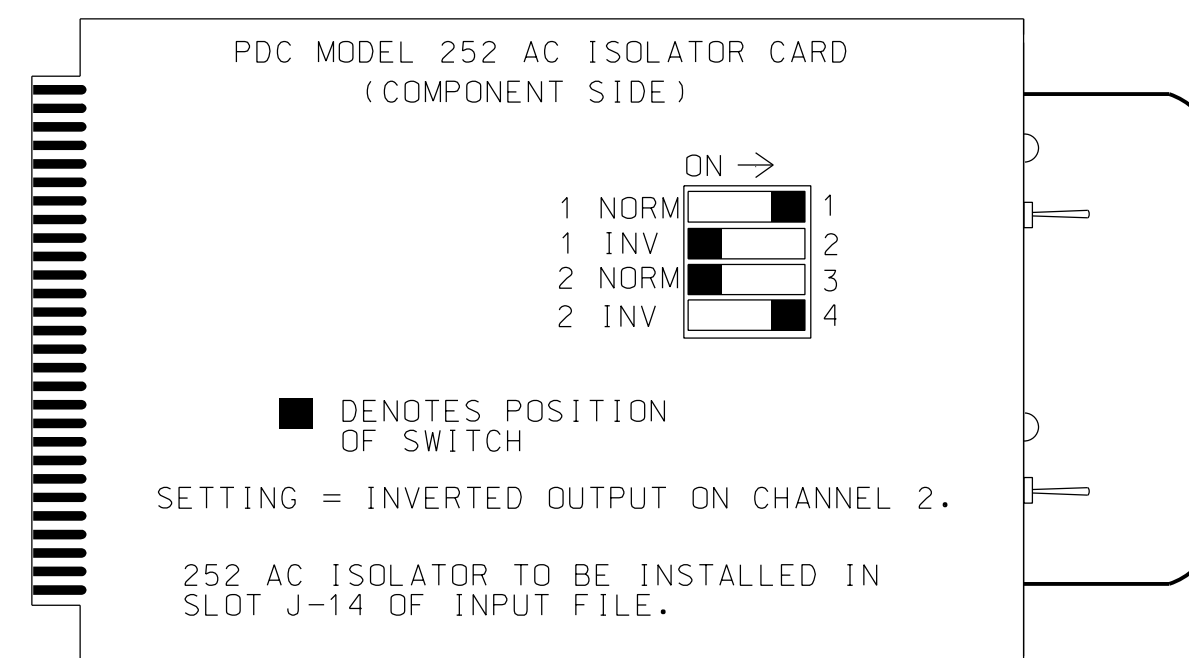 PDC MODEL 252 AC ISOLATOR CARD
(COMPONENT SIDE)
ON →
1 NORM 1
1 INV 2
2 NORM 3
2 INV 4
DENOTES POSITION
OF SWITCH
SETTING = INVERTED OUTPUT ON CHANNEL 2.
252 AC ISOLATOR TO BE INSTALLED IN
SLOT J-14 OF INPUT FILE.